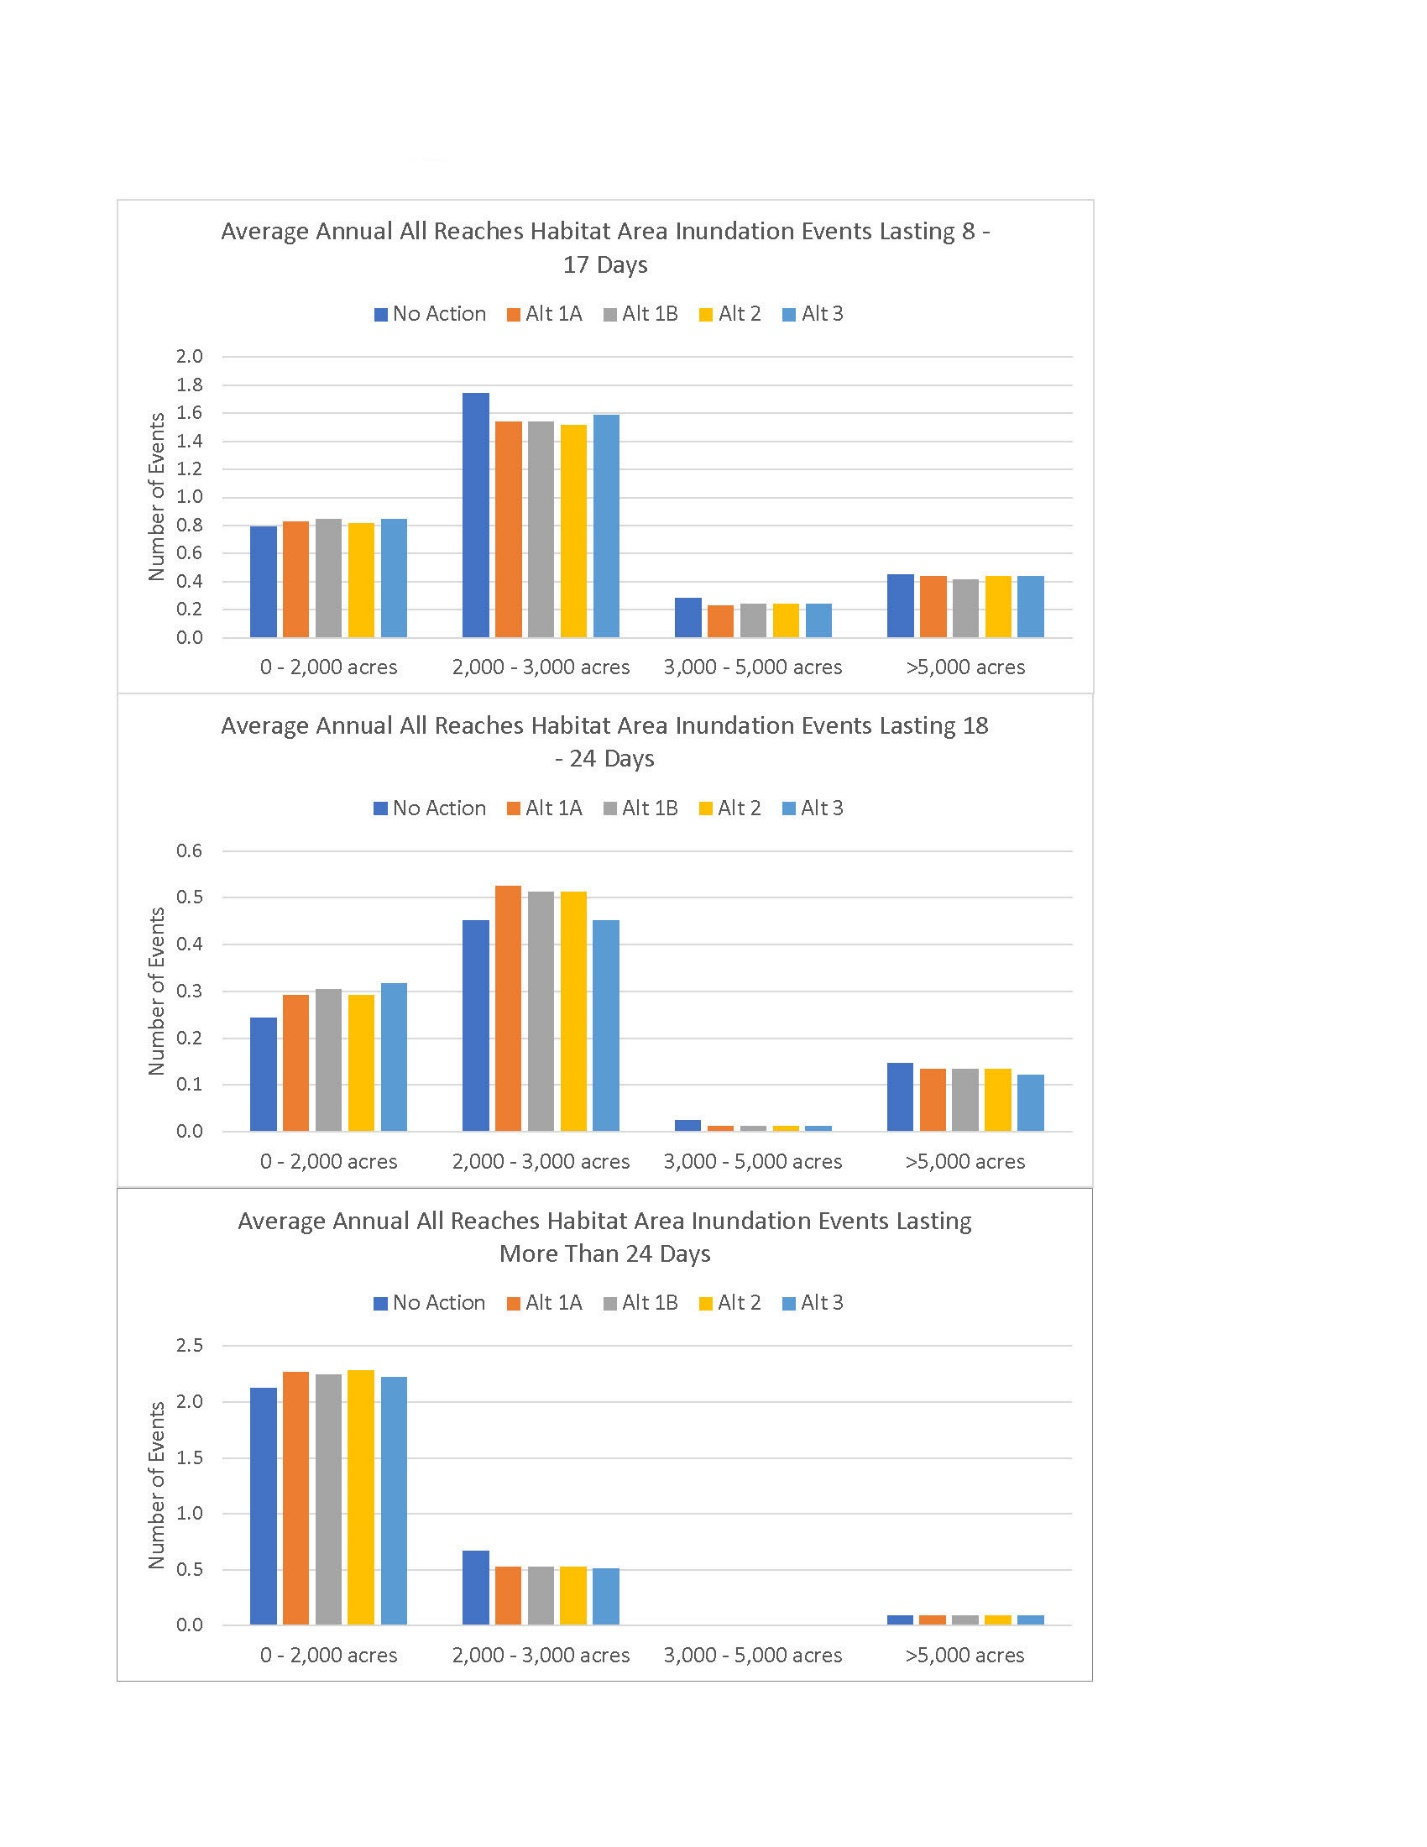 Average Annual All Reaches Habitat Area Inundation Events Lasting 8 -
17 Days
No Action Alt 1A Alt 1B Alt 2 Alt 3
Number of Events
2.0
1.8
1.6
1.4
1.2
1.0
0.8
0.6
0.4
0.2
0.0
0 - 2,000 acres 2,000 - 3,000 acres 3,000 - 5,000 acres >5,000 acres
Average Annual All Reaches Habitat Area Inundation Events Lasting 18
- 24 Days
No Action Alt 1A Alt 1B Alt 2 Alt 3
Number of Events
0.6
0.5
0.4
0.3
0.2
0.1
0.0
0 - 2,000 acres 2,000 - 3,000 acres 3,000 - 5,000 acres >5,000 acres
Average Annual All Reaches Habitat Area Inundation Events Lasting
More Than 24 Days
No Action Alt 1A Alt 1B Alt 2 Alt 3
Number of Events
2.5
2.0
1.5
1.0
0.5
0.0
0 - 2,000 acres 2,000 - 3,000 acres 3,000 - 5,000 acres >5,000 acres